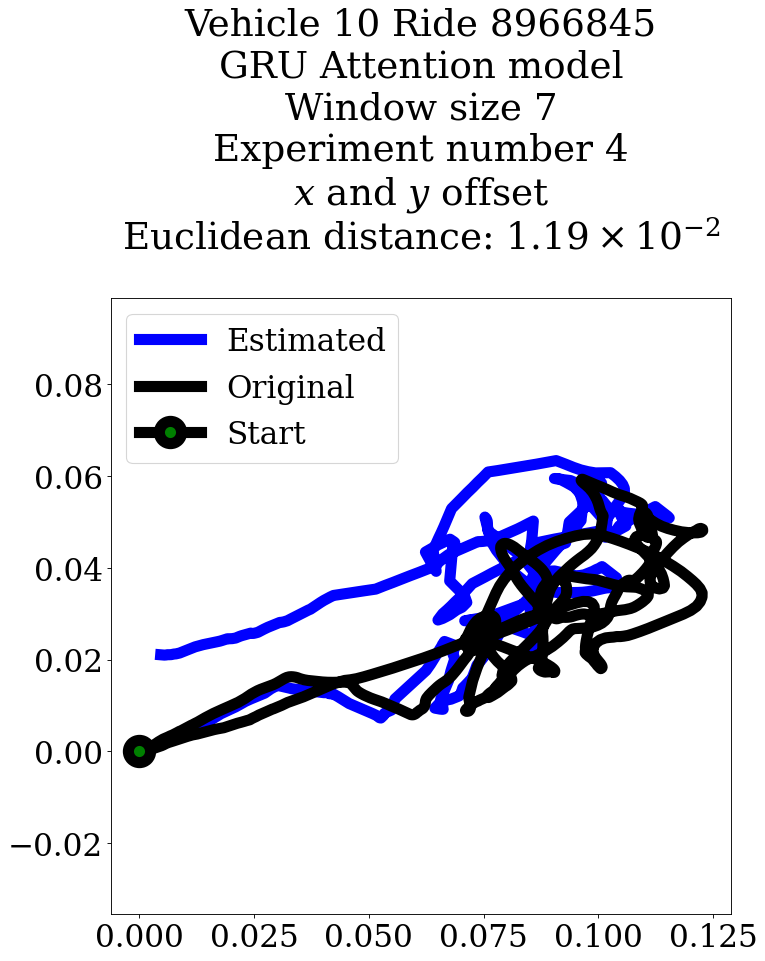 Vehicle 10 Ride 8966845
GRU Attention model
Window size 7
Experiment number 4
x and y offset
Euclidean distance: 1.19 × 10⁻²
Estimated
Original
Start
0.08
0.06
0.04
0.02
0.00
−0.02
0.000 0.025 0.050 0.075 0.100 0.125